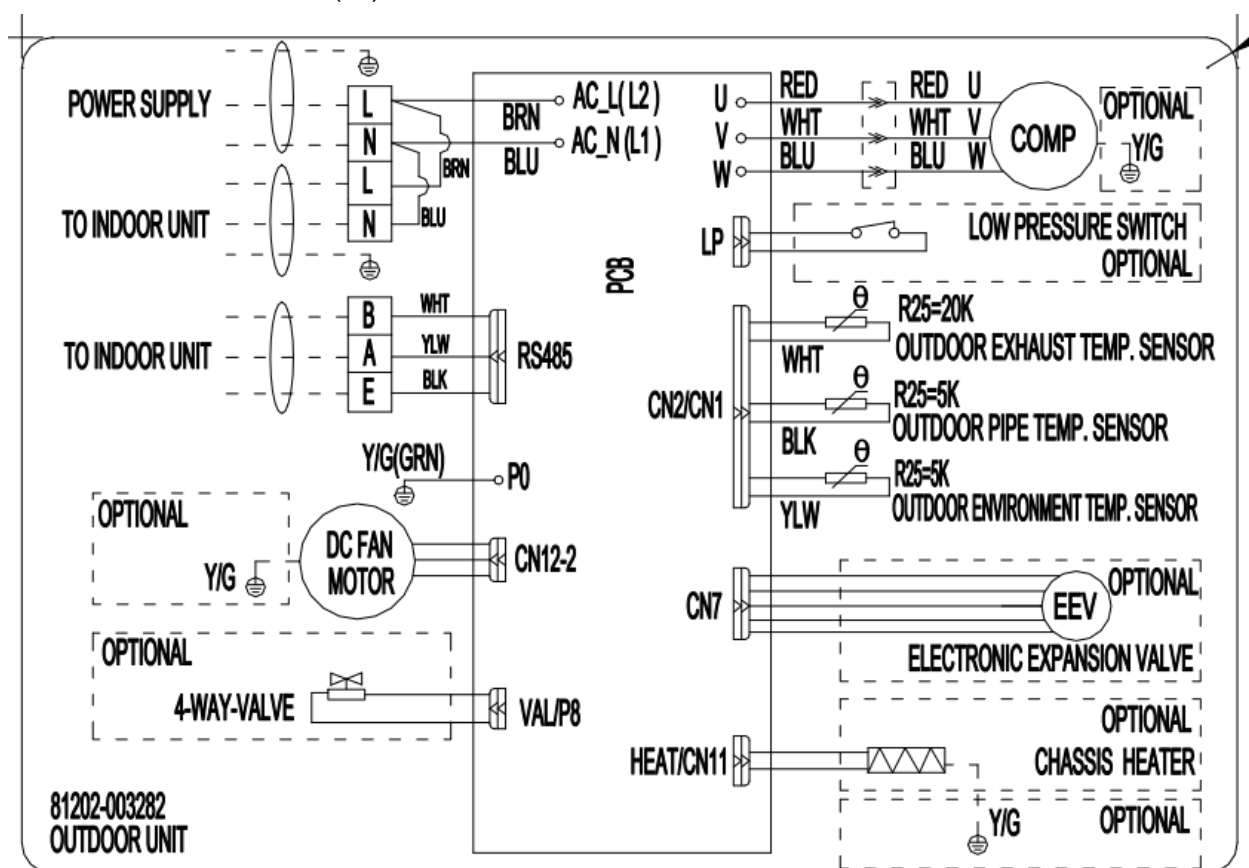 POWER SUPPLY
L
N
L
N
TO INDOOR UNIT
BRN
BLU
BRN
BLU
AC_L( L2 )
AC_N (L1 )
B
A
E
TO INDOOR UNIT
WHT
YLW
BLK
RS485
Y/G(GRN)
P0
OPTIONAL
Y/G
DC FAN
MOTOR
CN12-2
OPTIONAL
4-WAY-VALVE
VAL/P8
81202-003282
OUTDOOR UNIT
PCB
U
V
W
RED
WHT
BLU
RED U
WHT V
BLU W
COMP
OPTIONAL
Y/G
LP
LOW PRESSURE SWITCH
OPTIONAL
CN2/CN1
θ
R25=20K
WHT
OUTDOOR EXHAUST TEMP. SENSOR
θ
R25=5K
BLK
OUTDOOR PIPE TEMP. SENSOR
θ
R25=5K
YLW
OUTDOOR ENVIRONMENT TEMP. SENSOR
CN7
OPTIONAL
EEV
ELECTRONIC EXPANSION VALVE
HEAT/CN11
OPTIONAL
CHASSIS HEATER
Y/G
OPTIONAL